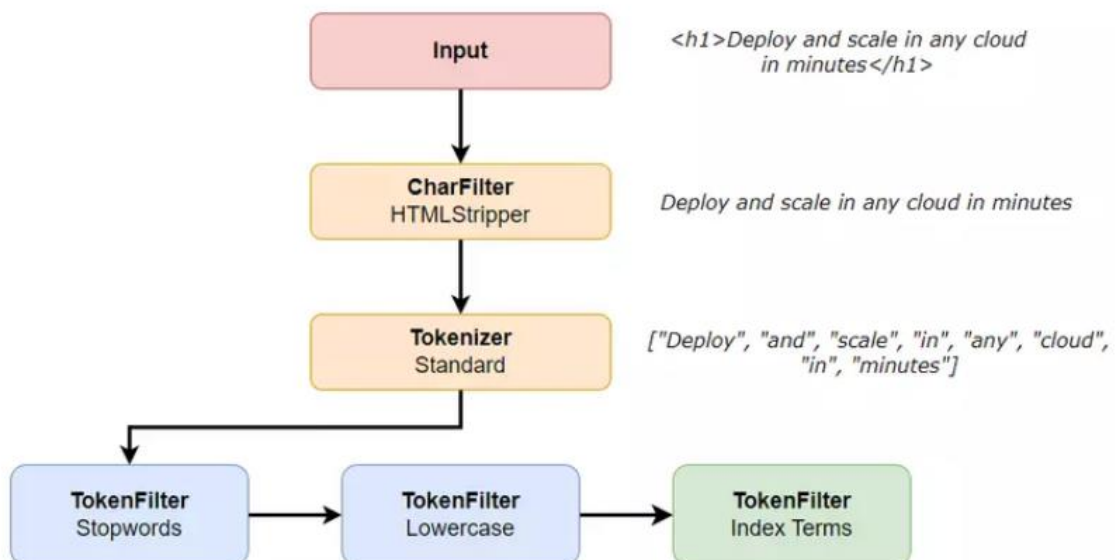 Input
<h1>Deploy and scale in any cloud
in minutes</h1>
CharFilter
HTMLStripper
Deploy and scale in any cloud in minutes
Tokenizer
Standard
["Deploy", "and", "scale", "in", "any", "cloud",
"in", "minutes"]
TokenFilter
Stopwords
TokenFilter
Lowercase
TokenFilter
Index Terms